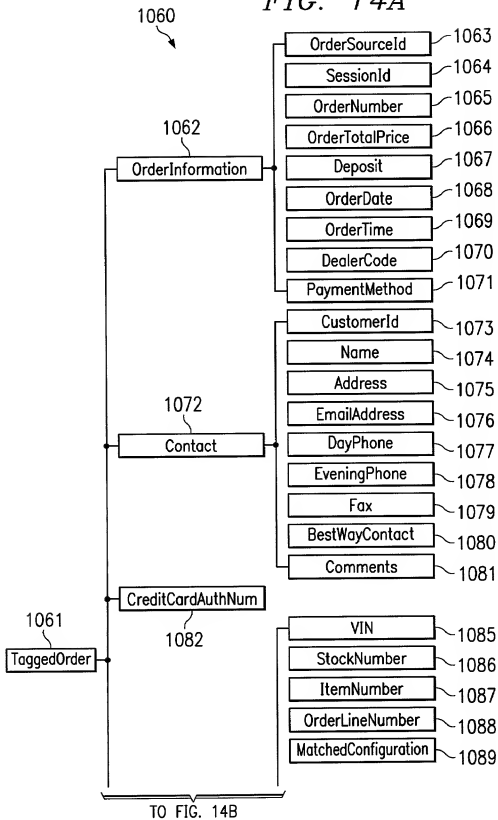 FIG. 14A
1060
OrderSourceId 1063
SessionId 1064
OrderNumber 1065
1062
OrderTotalPrice 1066
OrderInformation
Deposit 1067
OrderDate 1068
OrderTime 1069
DealerCode 1070
PaymentMethod 1071
CustomerId 1073
Name 1074
Address 1075
1072
EmailAddress 1076
Contact
DayPhone 1077
EveningPhone 1078
Fax 1079
BestWayContact 1080
Comments 1081
CreditCardAuthNum
1082
1061
TaggedOrder
VIN 1085
StockNumber 1086
ItemNumber 1087
OrderLineNumber 1088
MatchedConfiguration 1089
TO FIG. 14B